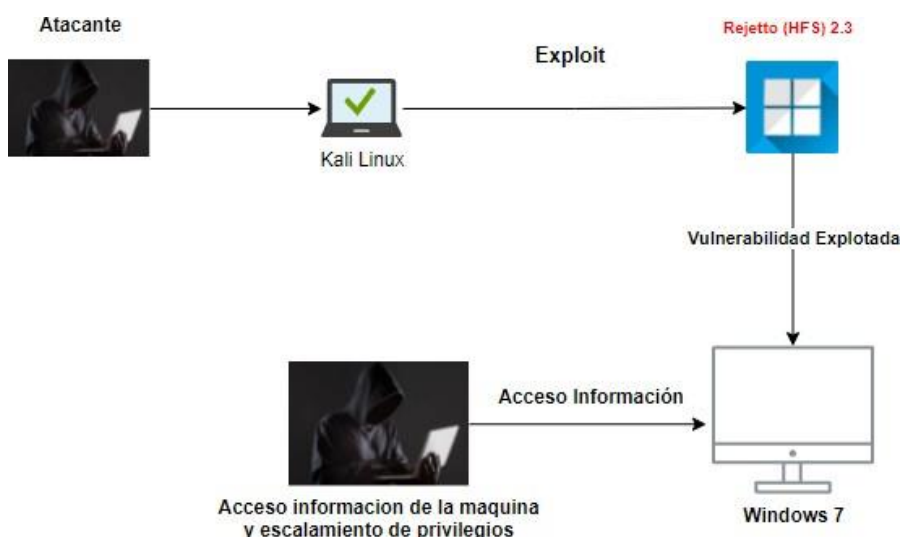 Atacante
Rejetto (HFS) 2.3
Exploit
Kali Linux
Vulnerabilidad Explotada
Acceso Información
Acceso informacion de la maquina
y escalamiento de privilegios
Windows 7